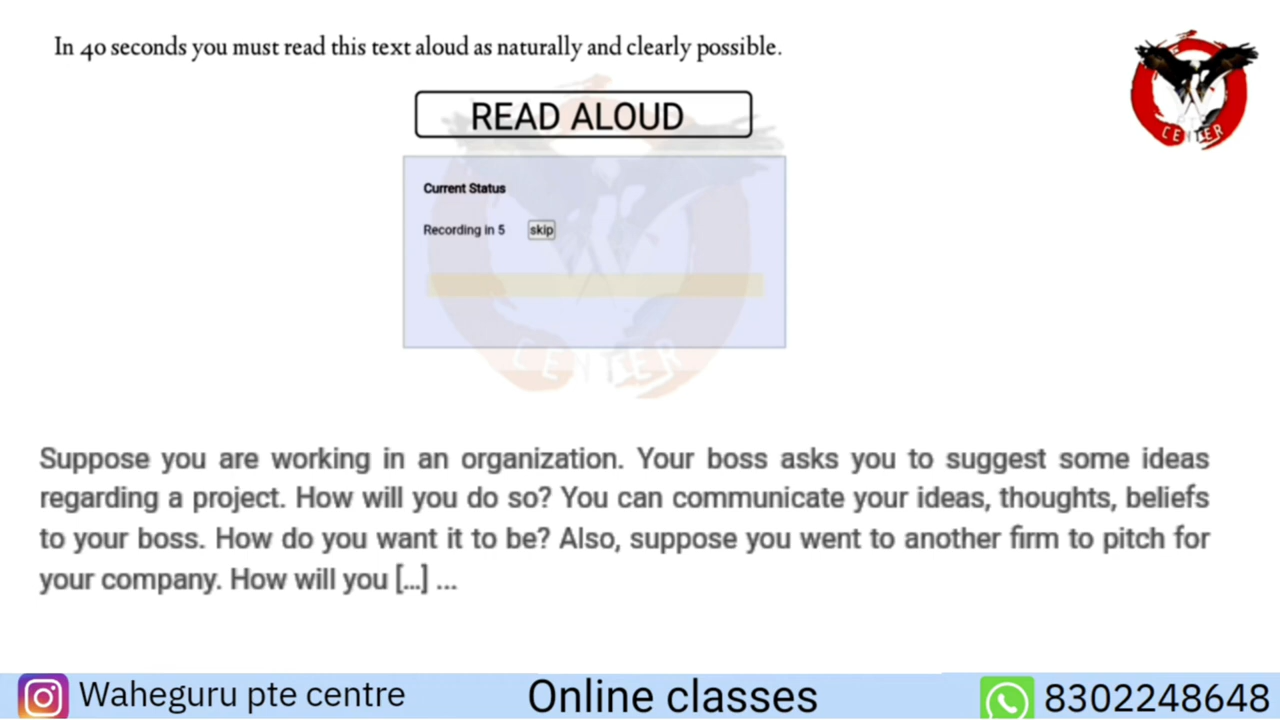 In 40 seconds you must read this text aloud as naturally and clearly possible.
CENTER
READ ALOUD
Current Status
Recording in 5 skip
CENTER
Suppose you are working in an organization. Your boss asks you to suggest some ideas
regarding a project. How will you do so? You can communicate your ideas, thoughts, beliefs
to your boss. How do you want it to be? Also, suppose you went to another firm to pitch for
your company. How will you [...] ...
Waheguru pte centre
Online classes
8302248648